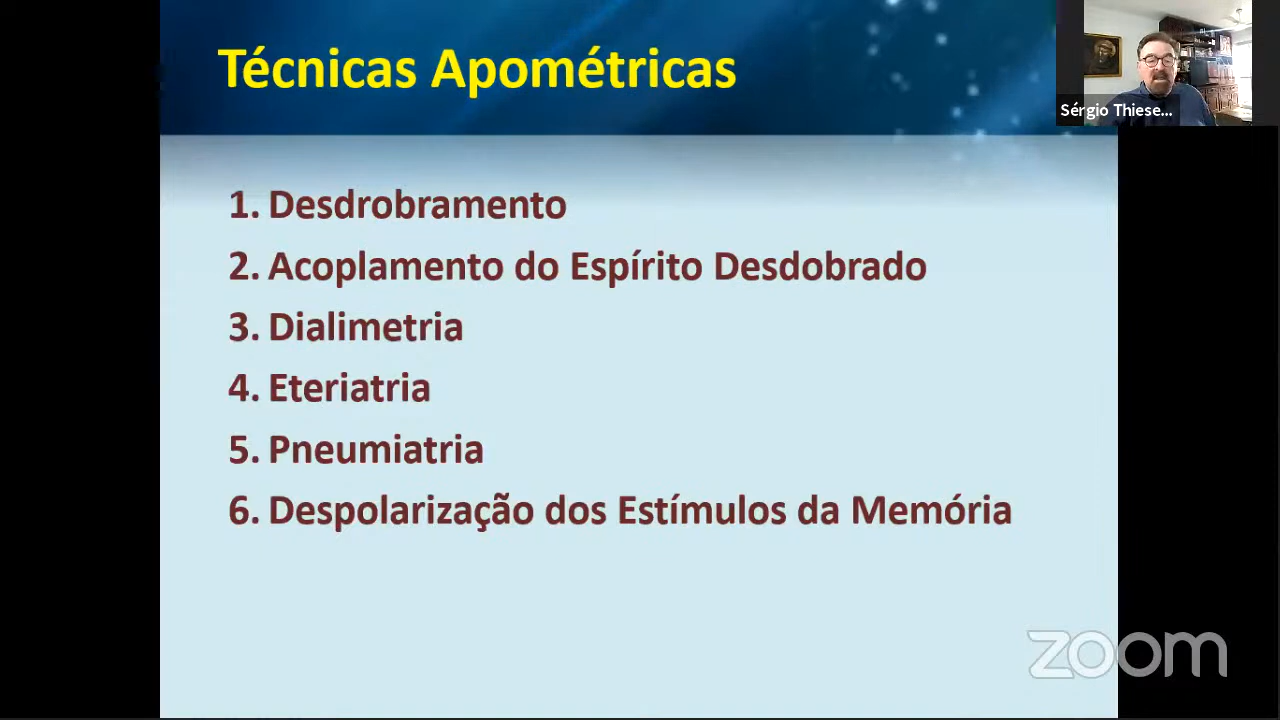 Técnicas Apométricas
Sérgio Thiese...
1. Desdrobramento
2. Acoplamento do Espírito Desdobrado
3. Dialimetria
4. Eteriatria
5. Pneumiatria
6. Despolarização dos Estímulos da Memória
zoom